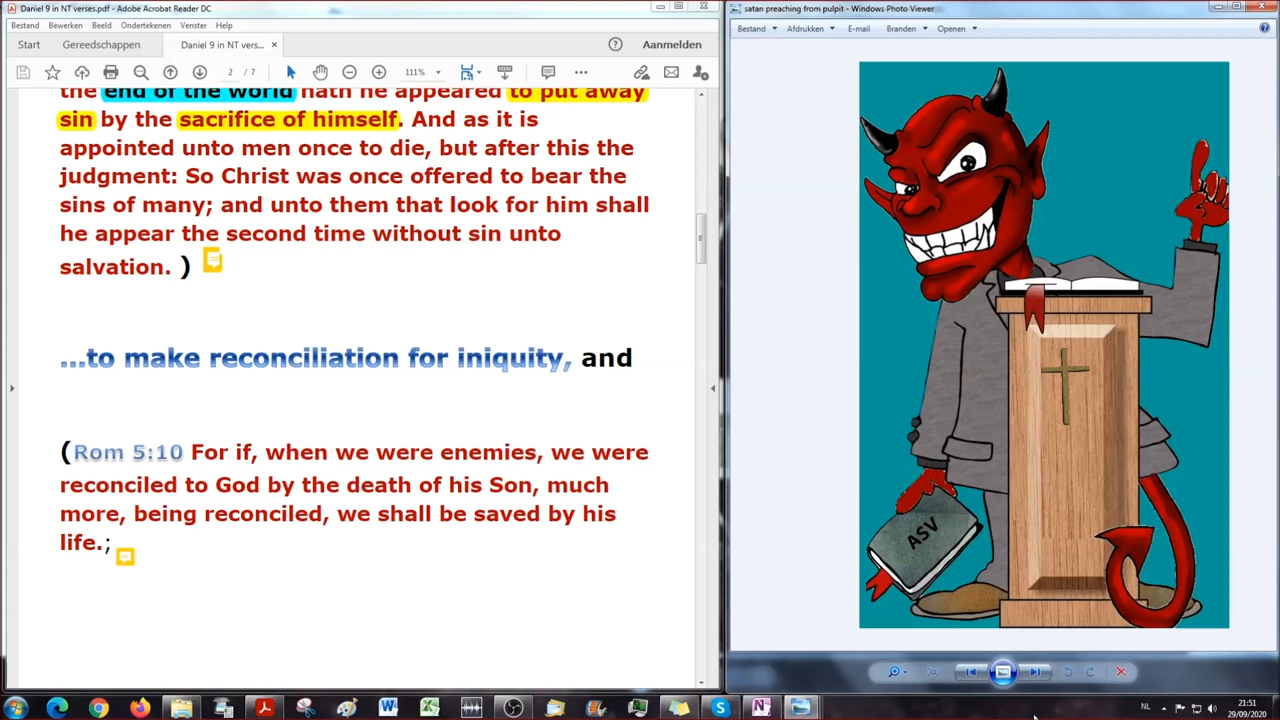 Daniel 9 in NT verses.pdf - Adobe Acrobat Reader DC
Bestand Bewerken Beeld Ondertekenen Venster Help
Start Gereedschappen Daniel 9 in NT vers... × Aanmelden
2 / 7 111%
the end of the world hath he appeared to put away
sin by the sacrifice of himself. And as it is
appointed unto men once to die, but after this the
judgment: So Christ was once offered to bear the
sins of many; and unto them that look for him shall
he appear the second time without sin unto
salvation. )
...to make reconciliation for iniquity, and
(Rom 5:10 For if, when we were enemies, we were
reconciled to God by the death of his Son, much
more, being reconciled, we shall be saved by his
life.;
satan preaching from pulpit - Windows Photo Viewer
Bestand Afdrukken E-mail Branden Openen
ASV
NL
21:51
29/09/2020